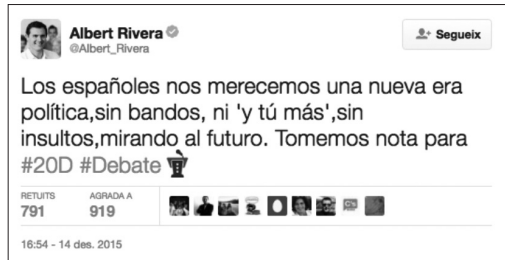 Albert Rivera
@Albert_Rivera
Segueix
Los españoles nos merecemos una nueva era
política,sin bandos, ni 'y tú más',sin
insultos,mirando al futuro. Tomemos nota para
#20D #Debate
RETUITS
791
AGRADA A
919
16:54 - 14 des. 2015